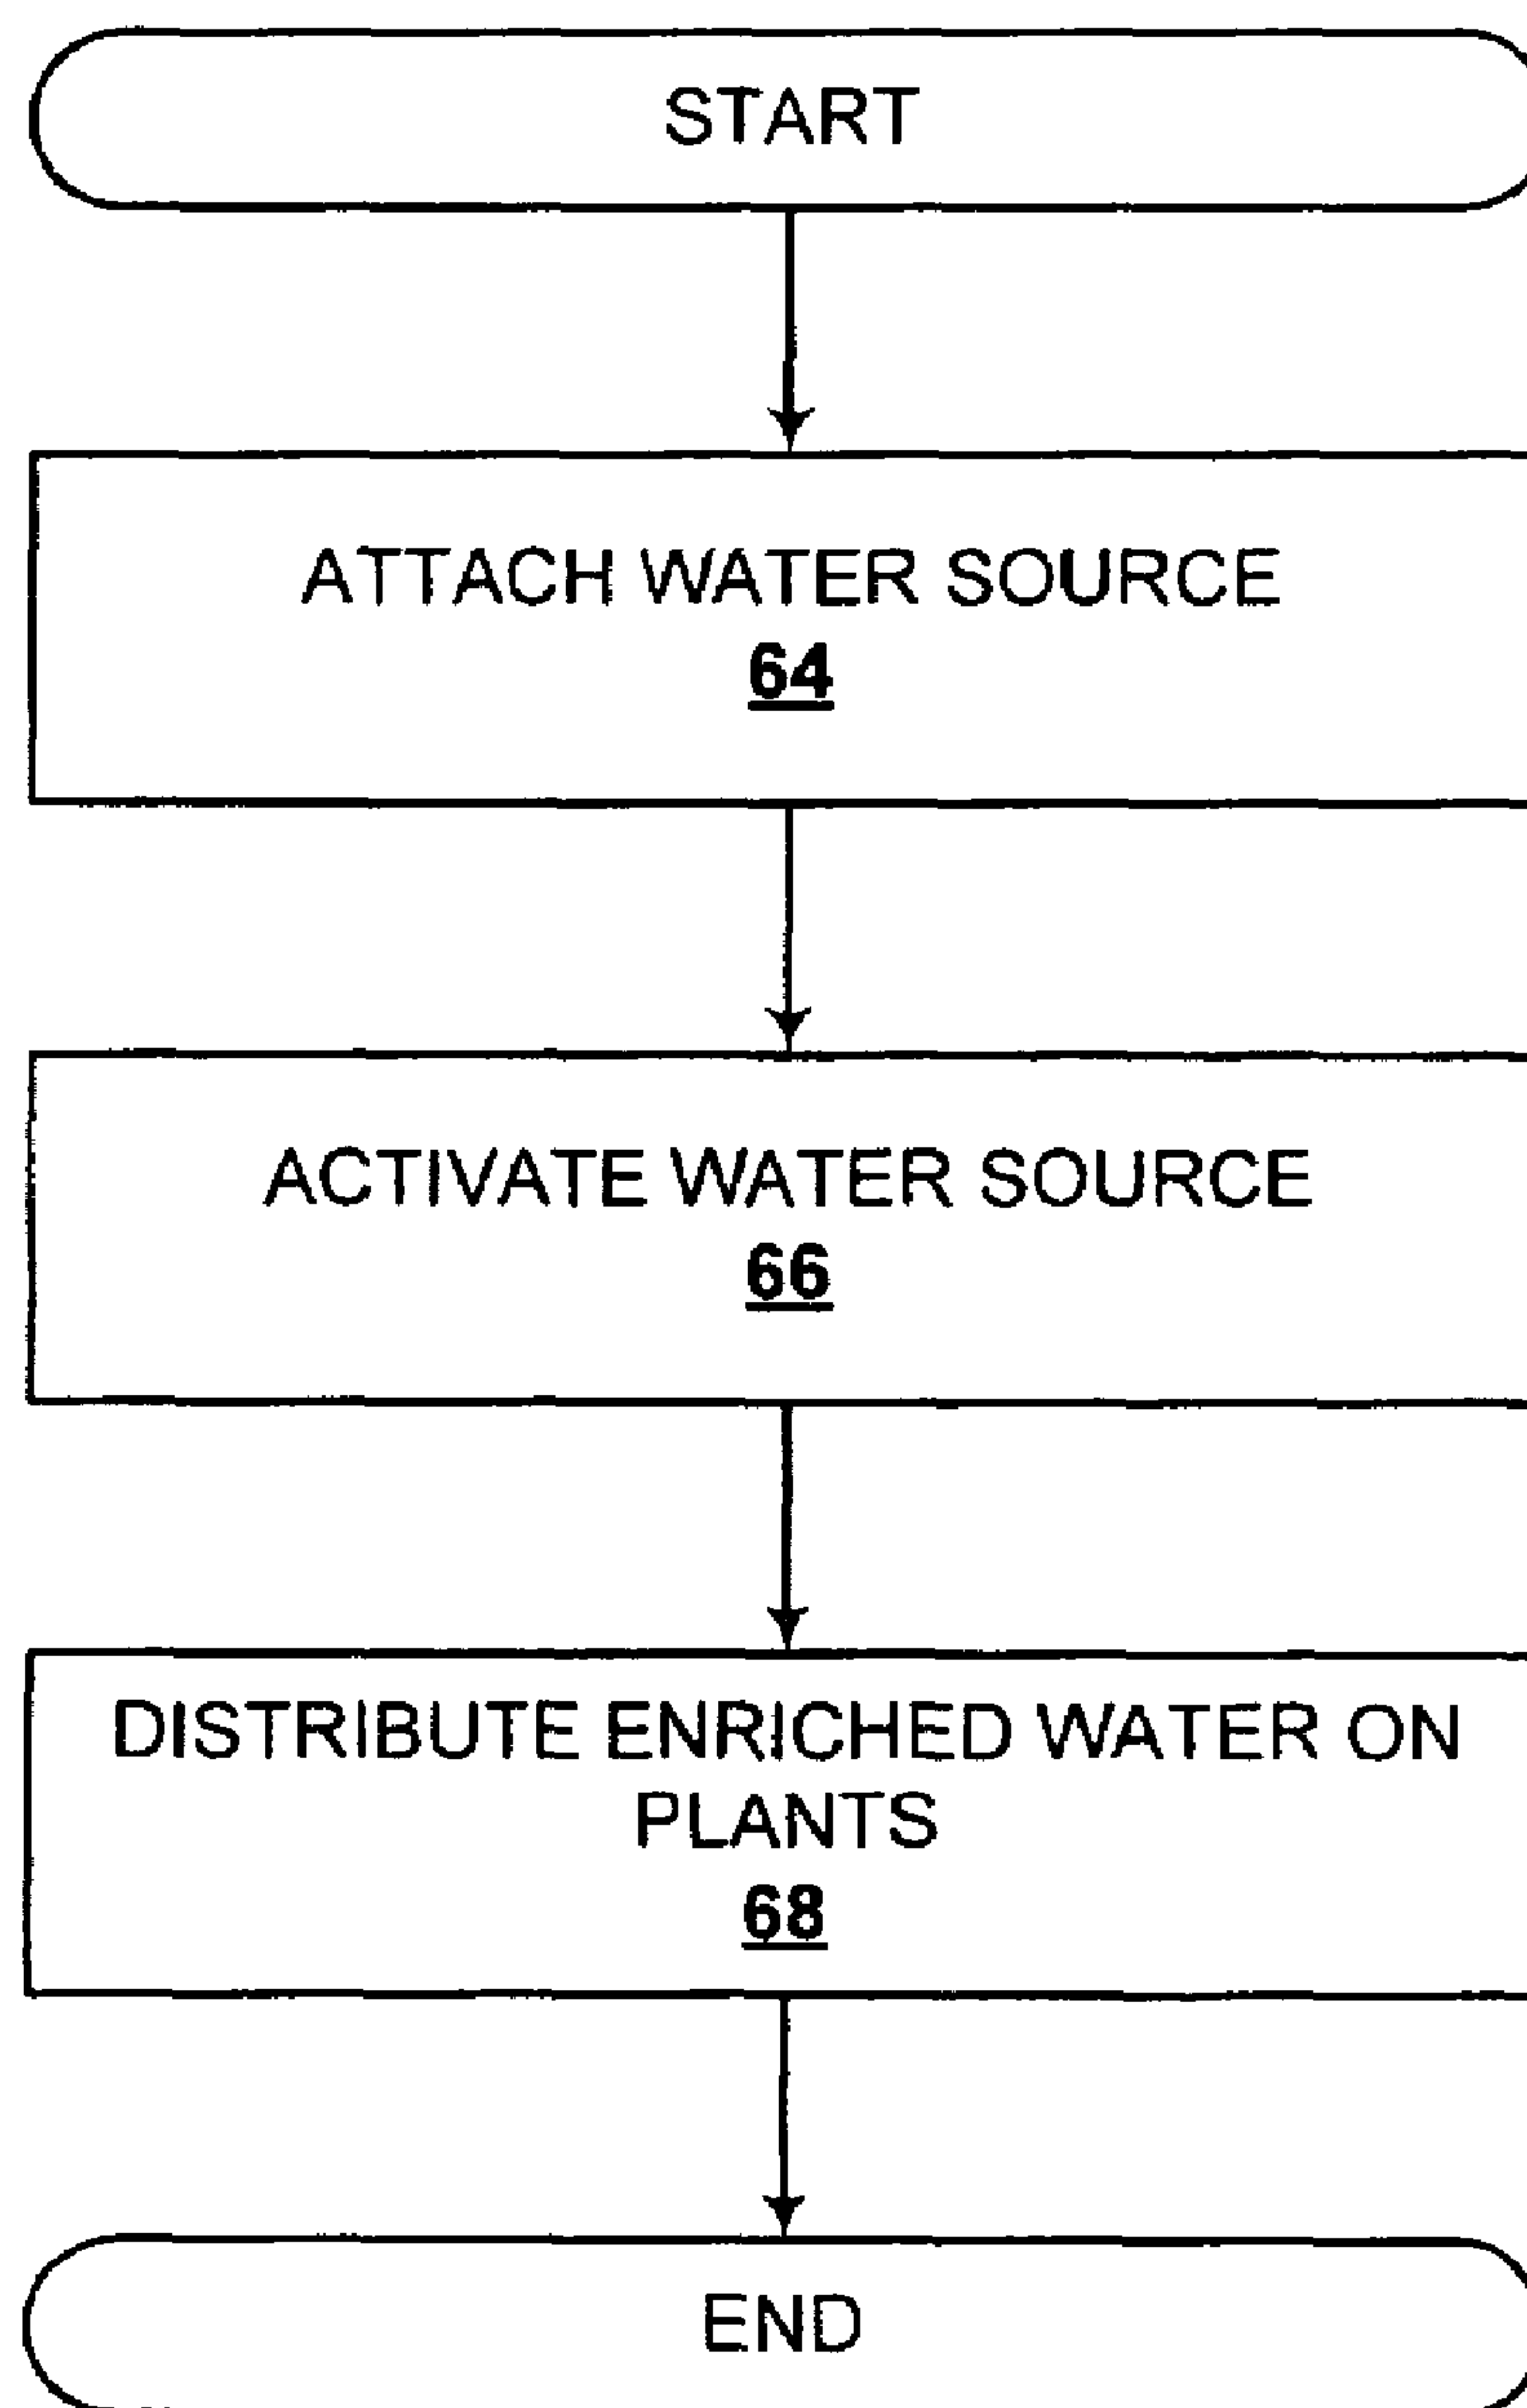 START
ATTACH WATER SOURCE
64
ACTIVATE WATER SOURCE
66
DISTRIBUTE ENRICHED WATER ON
PLANTS
68
END